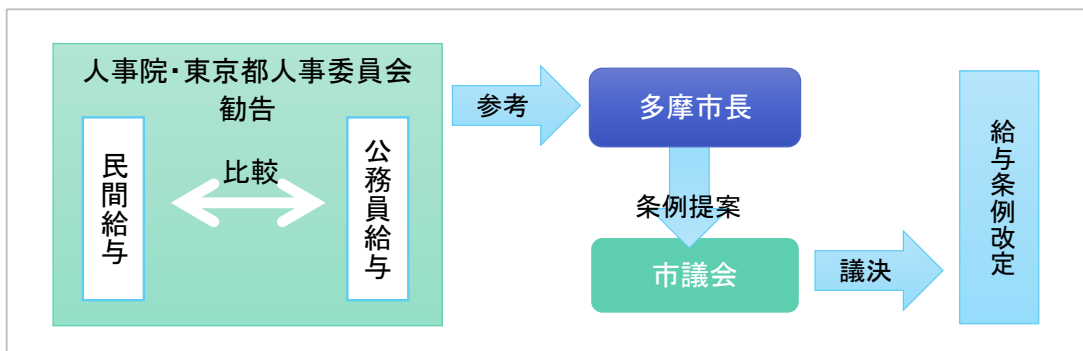 人事院・東京都人事委員会
勧告
民間給与
比較
公務員給与
参考
多摩市長
条例提案
市議会
議決
給与条例改定